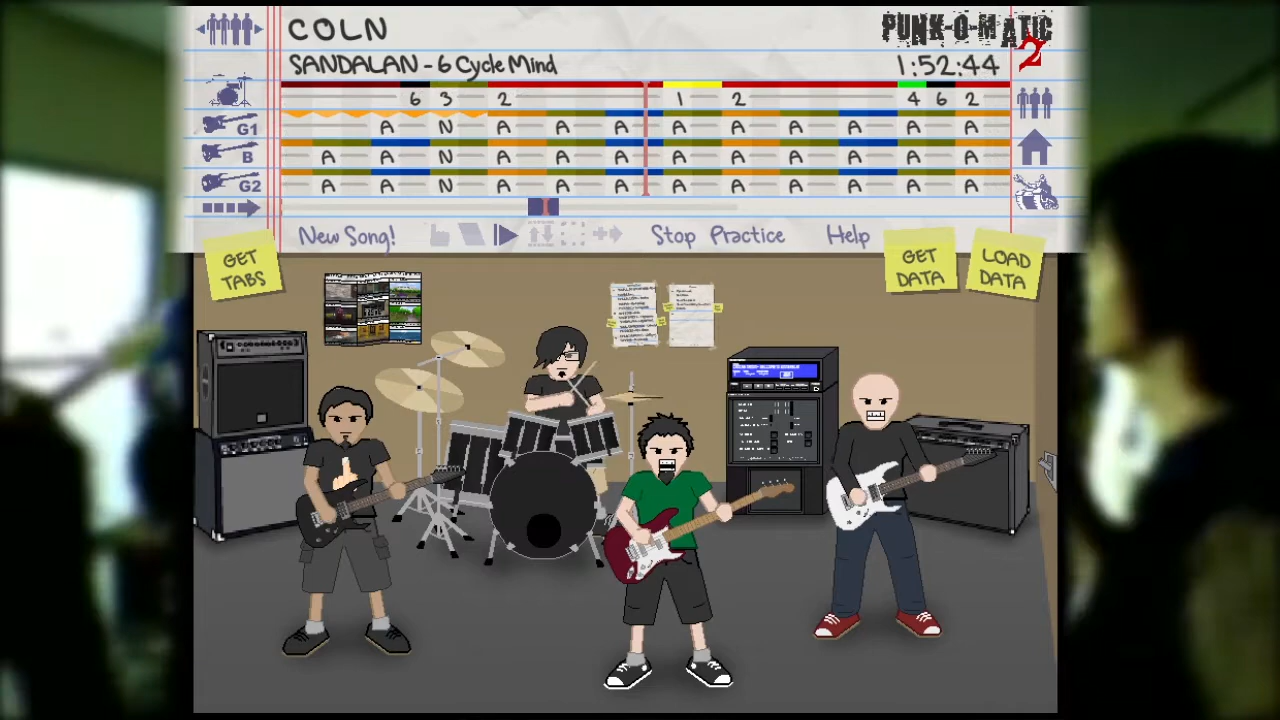 COLN
PUNK-O-MATIC 2
SANDALAN - 6 Cycle Mind
1:52:44
6 3 2 1 2 4 6 2
G1 A N A A A A A A A A A
B A A N A A A A A A A A A
G2 A A N A A A A A A A A A
New Song! Stop Practice Help
GET TABS
GET DATA
LOAD DATA